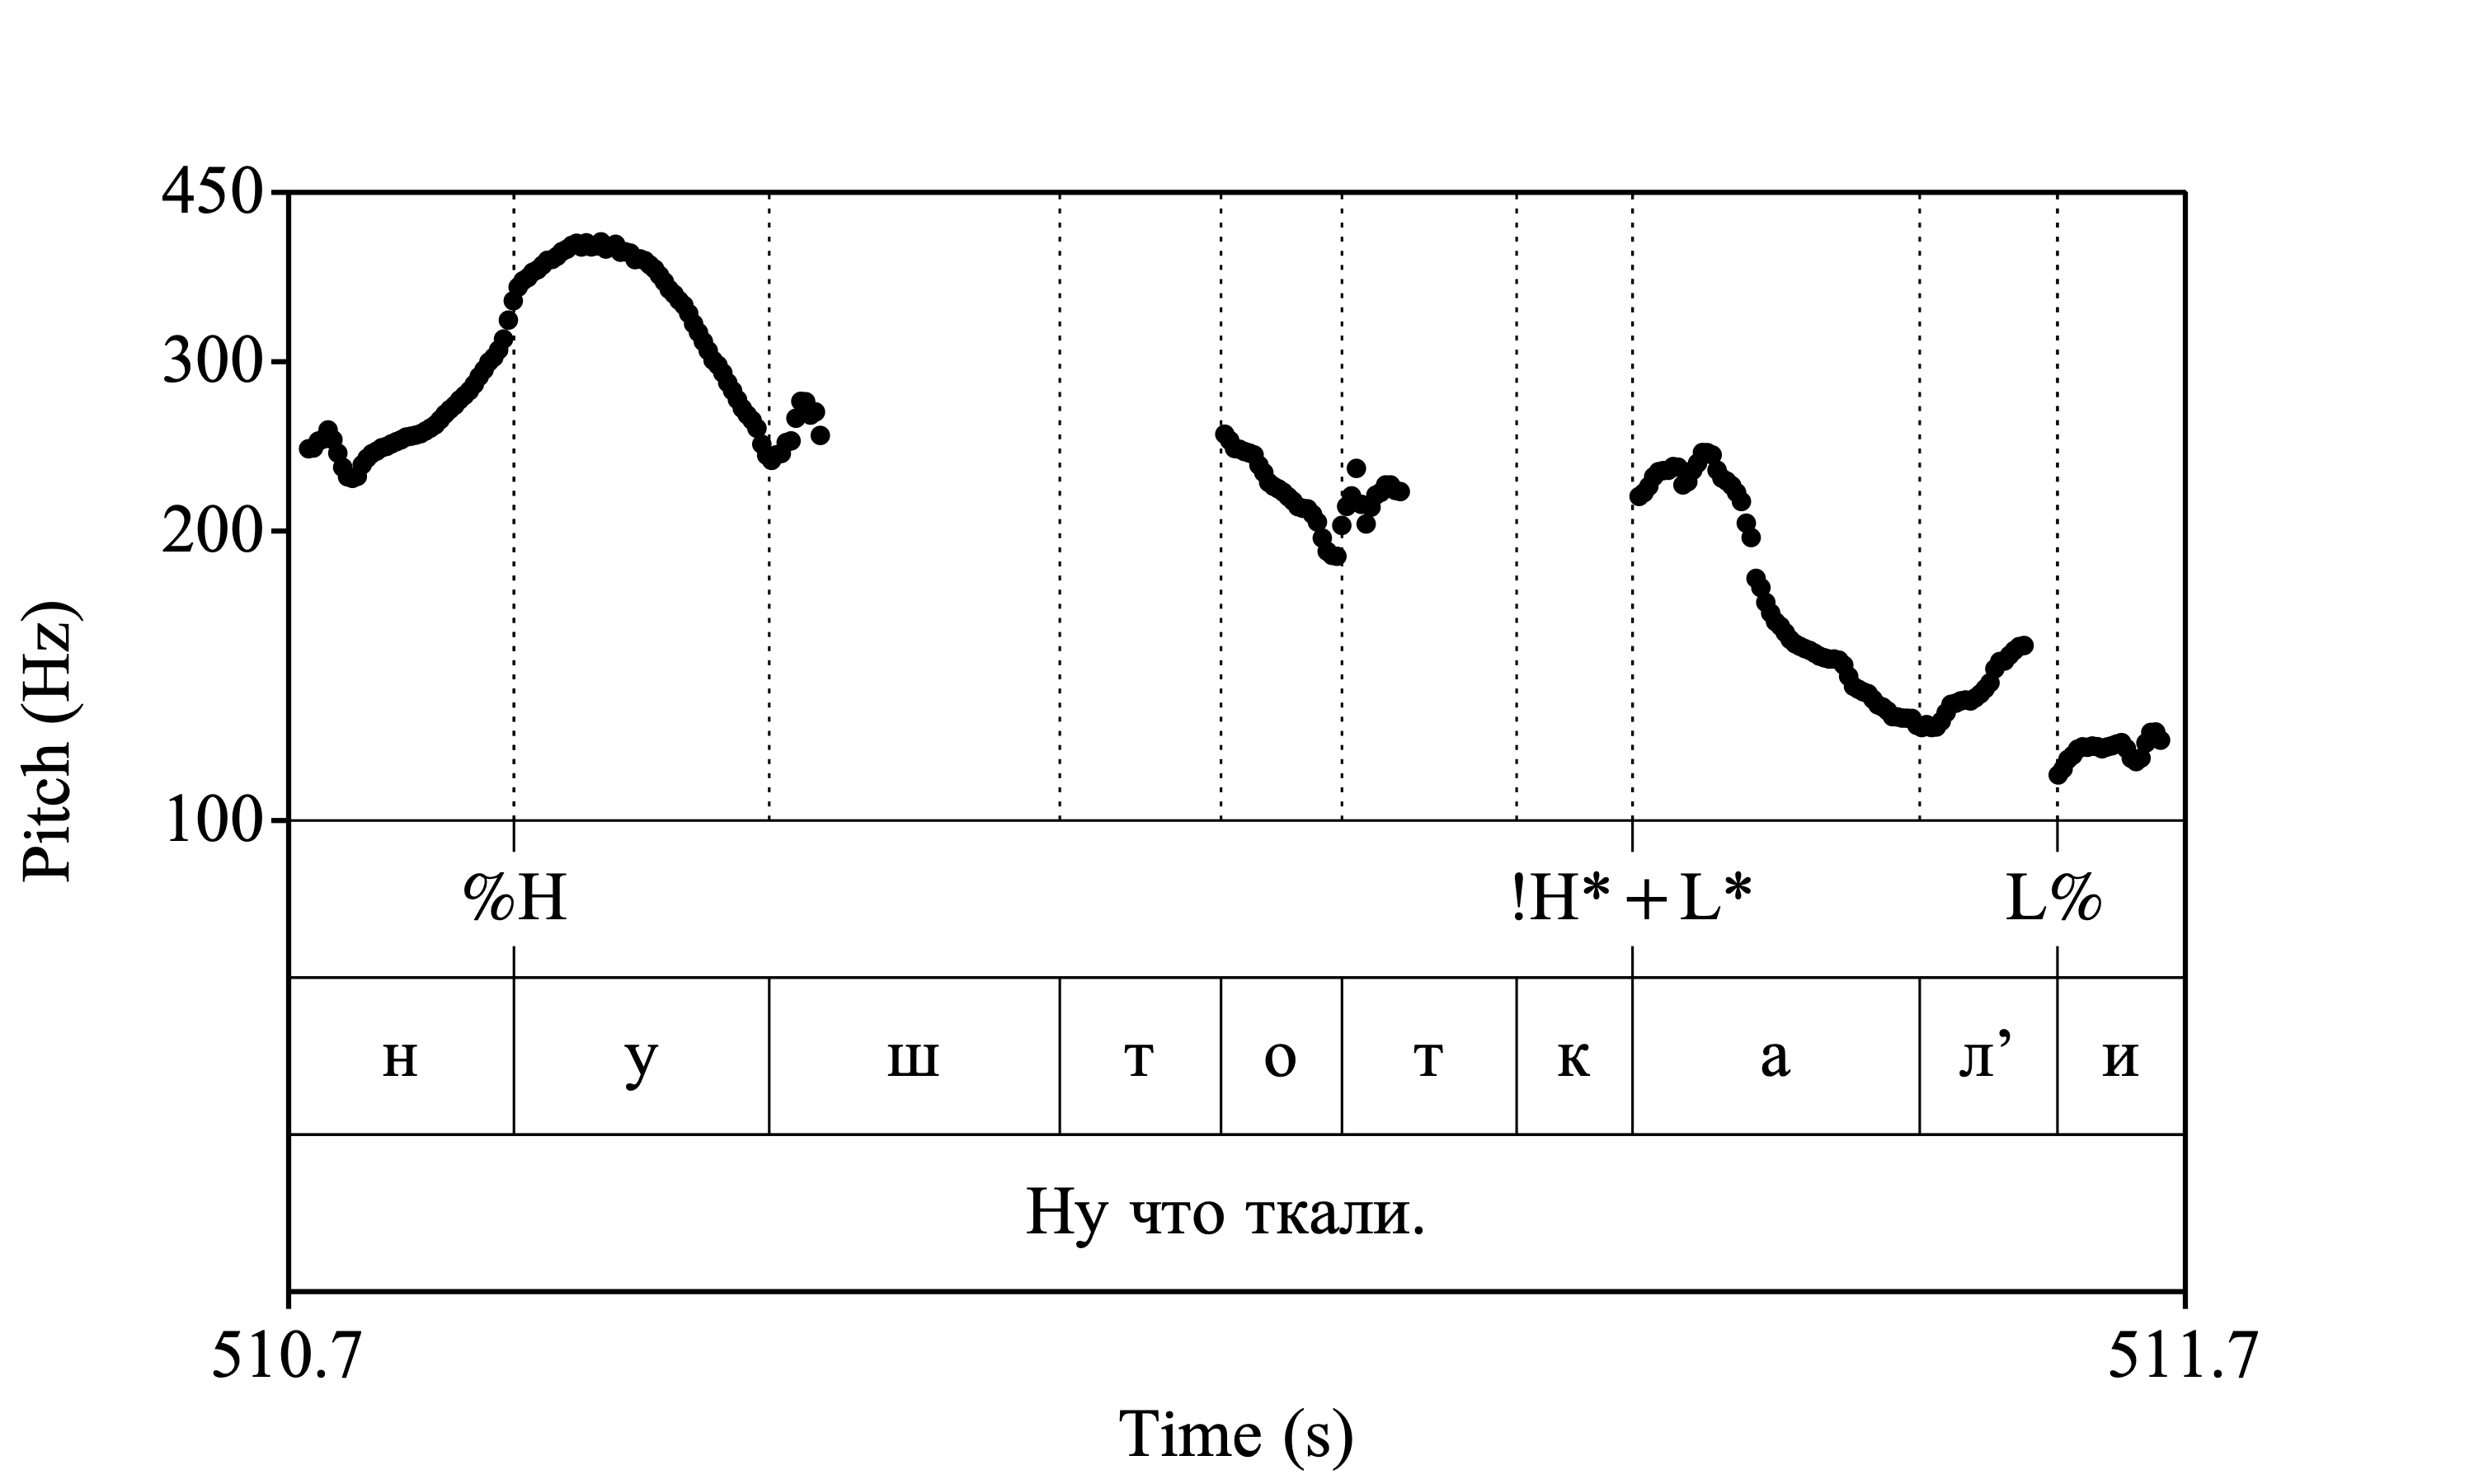 450
300
200
100
Pitch (Hz)
%H !H*+L* L%
н у ш т о т к а л’ и
Ну что ткали.
510.7 511.7
Time (s)